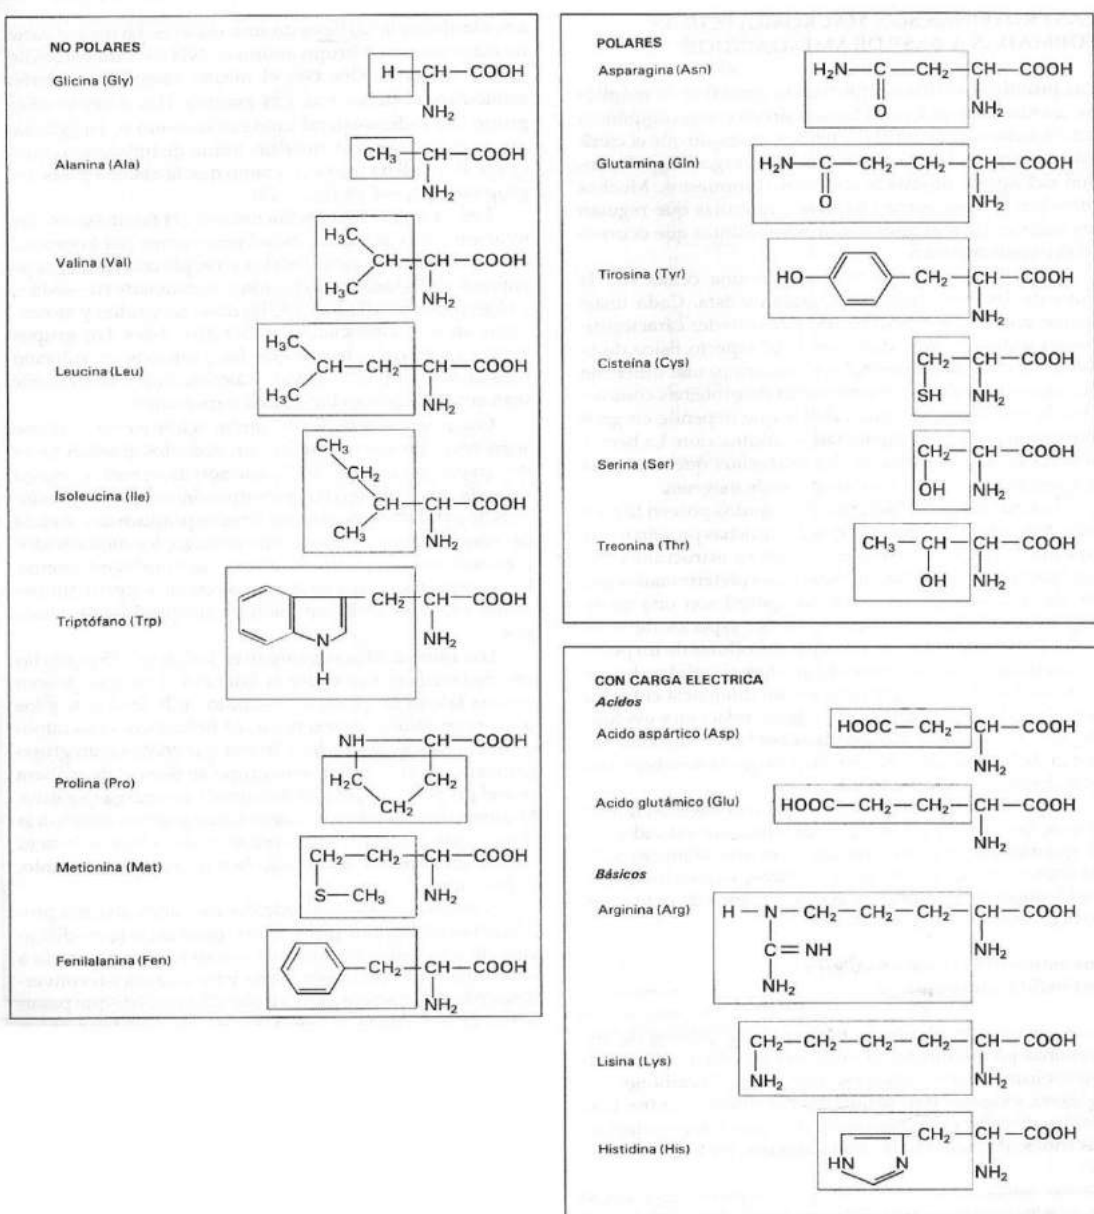 NO POLARES
Glicina (Gly)
H—CH—COOH
NH₂
Alanina (Ala)
CH₃—CH—COOH
NH₂
Valina (Val)
H₃C
CH—COOH
H₃C
NH₂
Leucina (Leu)
H₃C
CH₂—CH—COOH
H₃C
NH₂
Isoleucina (Ile)
CH₃
CH₂
CH—COOH
CH₃
NH₂
Triptófano (Trp)
CH₂—CH—COOH
NH₂
N
H
Prolina (Pro)
NH
CH—COOH
H₂C
CH₂
CH₂
Metionina (Met)
CH₂—CH₂—CH—COOH
S—CH₃
NH₂
Fenilalanina (Fen)
CH₂—CH—COOH
NH₂
POLARES
Asparagina (Asn)
H₂N—C—CH₂—CH—COOH
O
NH₂
Glutamina (Gln)
H₂N—C—CH₂—CH₂—CH—COOH
O
NH₂
Tirosina (Tyr)
HO
CH₂—CH—COOH
NH₂
Cisteína (Cys)
CH₂—CH—COOH
SH
NH₂
Serina (Ser)
CH₂—CH—COOH
OH
NH₂
Treonina (Thr)
CH₃—CH—CH—COOH
OH
NH₂
CON CARGA ELECTRICA
Acidos
Acido aspártico (Asp)
HOOC—CH₂—CH—COOH
NH₂
Acido glutámico (Glu)
HOOC—CH₂—CH₂—CH—COOH
NH₂
Básicos
Arginina (Arg)
H—N—CH₂—CH₂—CH₂—CH—COOH
C=NH
NH₂
NH₂
Lisina (Lys)
CH₂—CH₂—CH₂—CH₂—CH—COOH
NH₂
NH₂
Histidina (His)
CH₂—CH—COOH
HN
N
NH₂